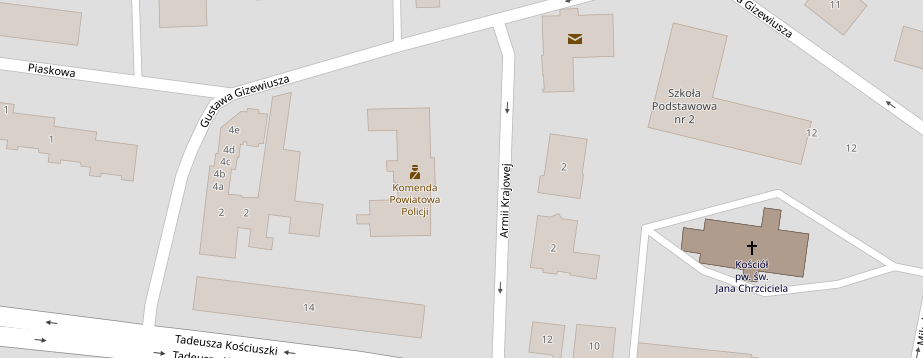 11
Gizewiusza
Piaskowa
Gustawa Gizewiusza
Szkoła
Podstawowa
nr 2
1
1
4e
4d
4c
4b
4a
2
2
12
12
2
Komenda
Powiatowa
Policji
Armii Krajowej
2
Kościół
pw. św.
Jana Chrzciciela
14
12
10
Tadeusza Kościuszki